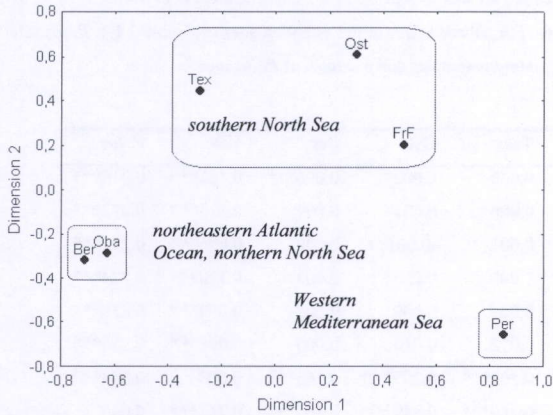 0,8
0,6
0,4
0,2
0,0
-0,2
-0,4
-0,6
-0,8
Dimension 2
Ost
Tex
southern North Sea
FrF
northeastern Atlantic
Ocean, northern North Sea
Ber Oba
Western
Mediterranean Sea
Per
-0,8 -0,6 -0,4 -0,2 0,0 0,2 0,4 0,6 0,8 1,0
Dimension 1